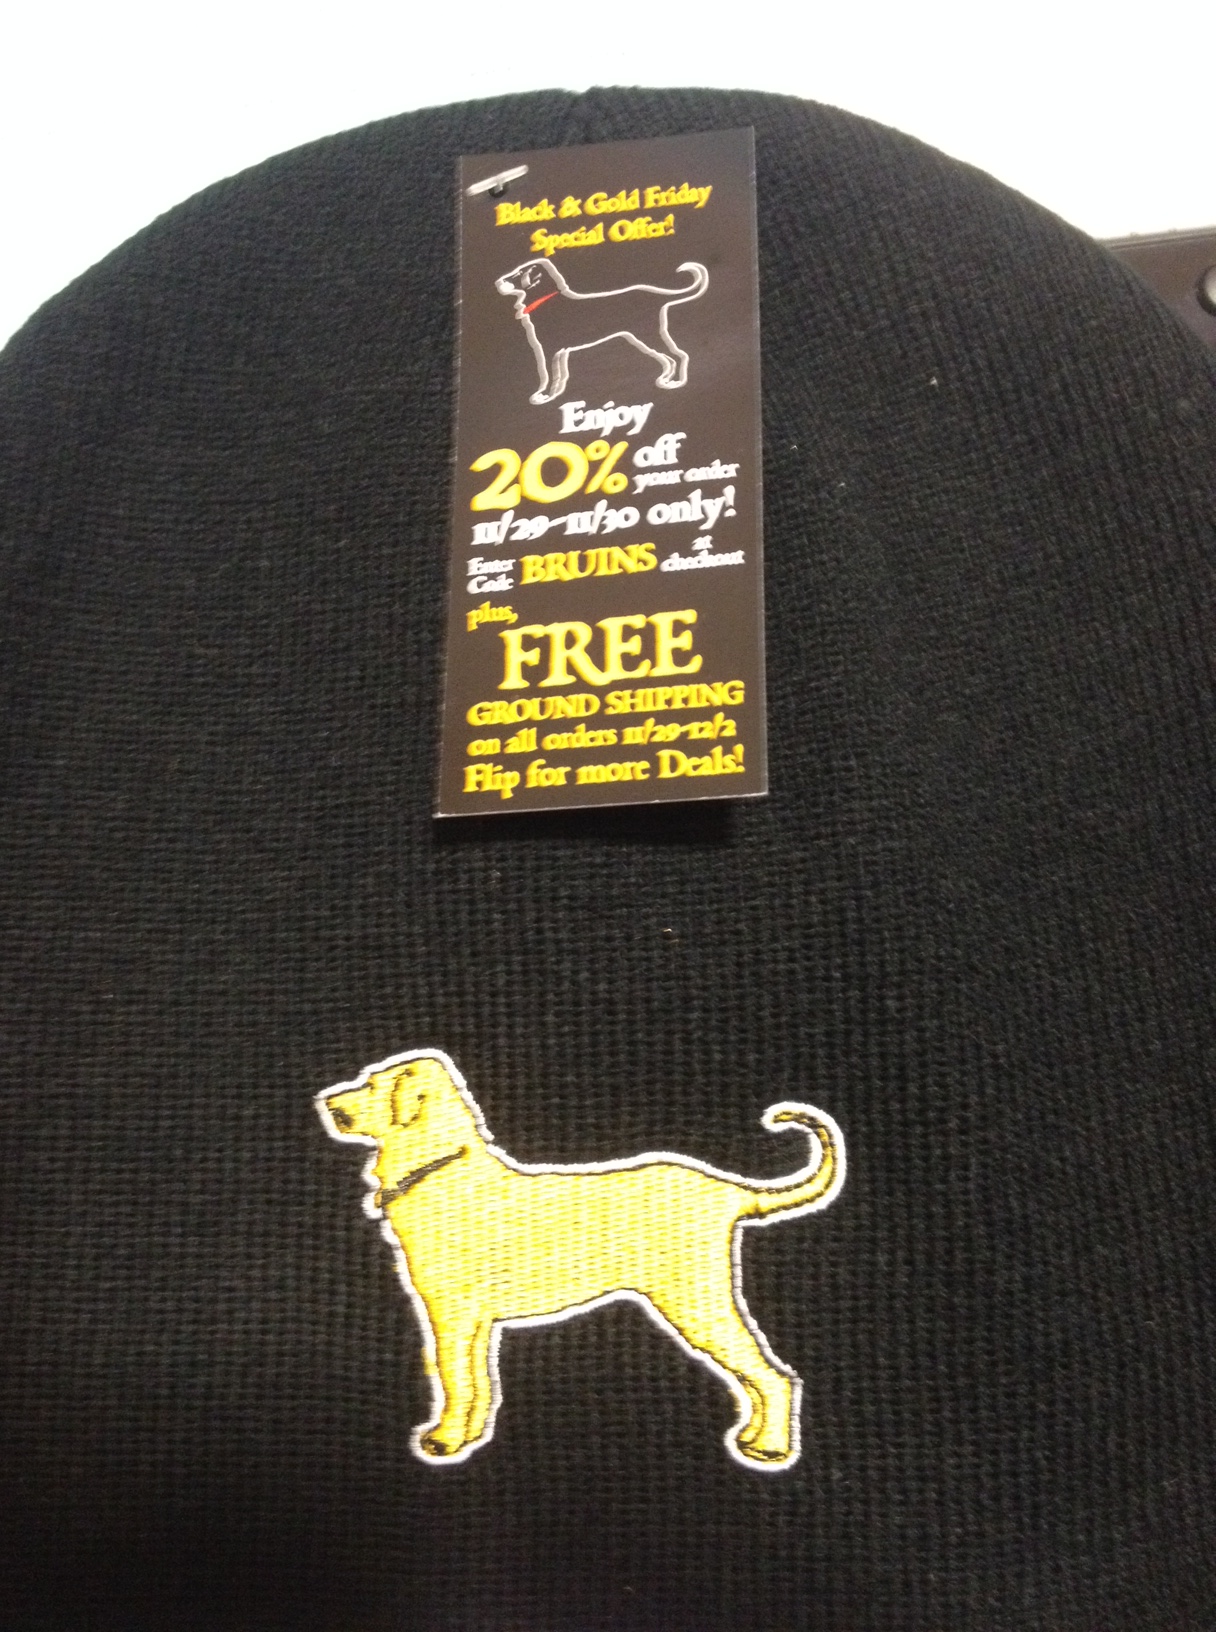 Black & Gold Friday
Special Offer!
Enjoy
20% off your order
11/29-11/30 only!
Enter Code BRUINS at checkout
plus,
FREE
GROUND SHIPPING
on all orders 11/29-12/2
Flip for more Deals!